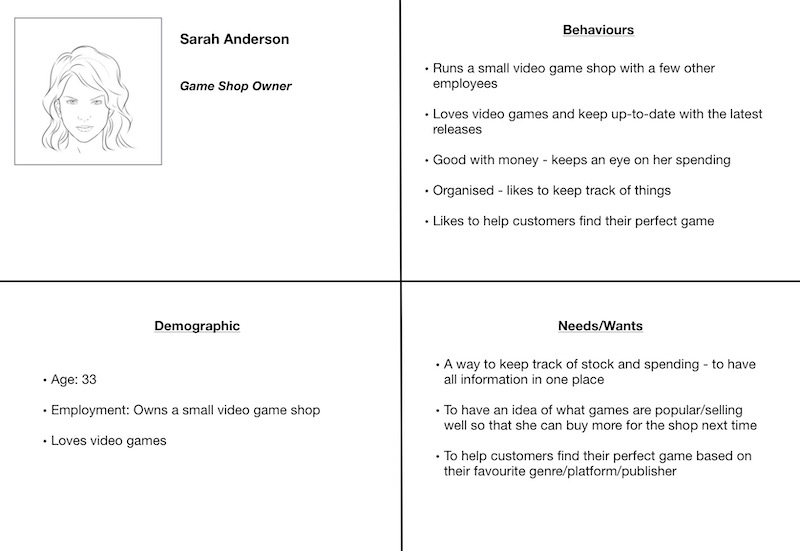 Sarah Anderson
Game Shop Owner
Behaviours
• Runs a small video game shop with a few other
employees
• Loves video games and keep up-to-date with the latest
releases
• Good with money - keeps an eye on her spending
• Organised - likes to keep track of things
• Likes to help customers find their perfect game
Demographic
• Age: 33
• Employment: Owns a small video game shop
• Loves video games
Needs/Wants
• A way to keep track of stock and spending - to have
all information in one place
• To have an idea of what games are popular/selling
well so that she can buy more for the shop next time
• To help customers find their perfect game based on
their favourite genre/platform/publisher